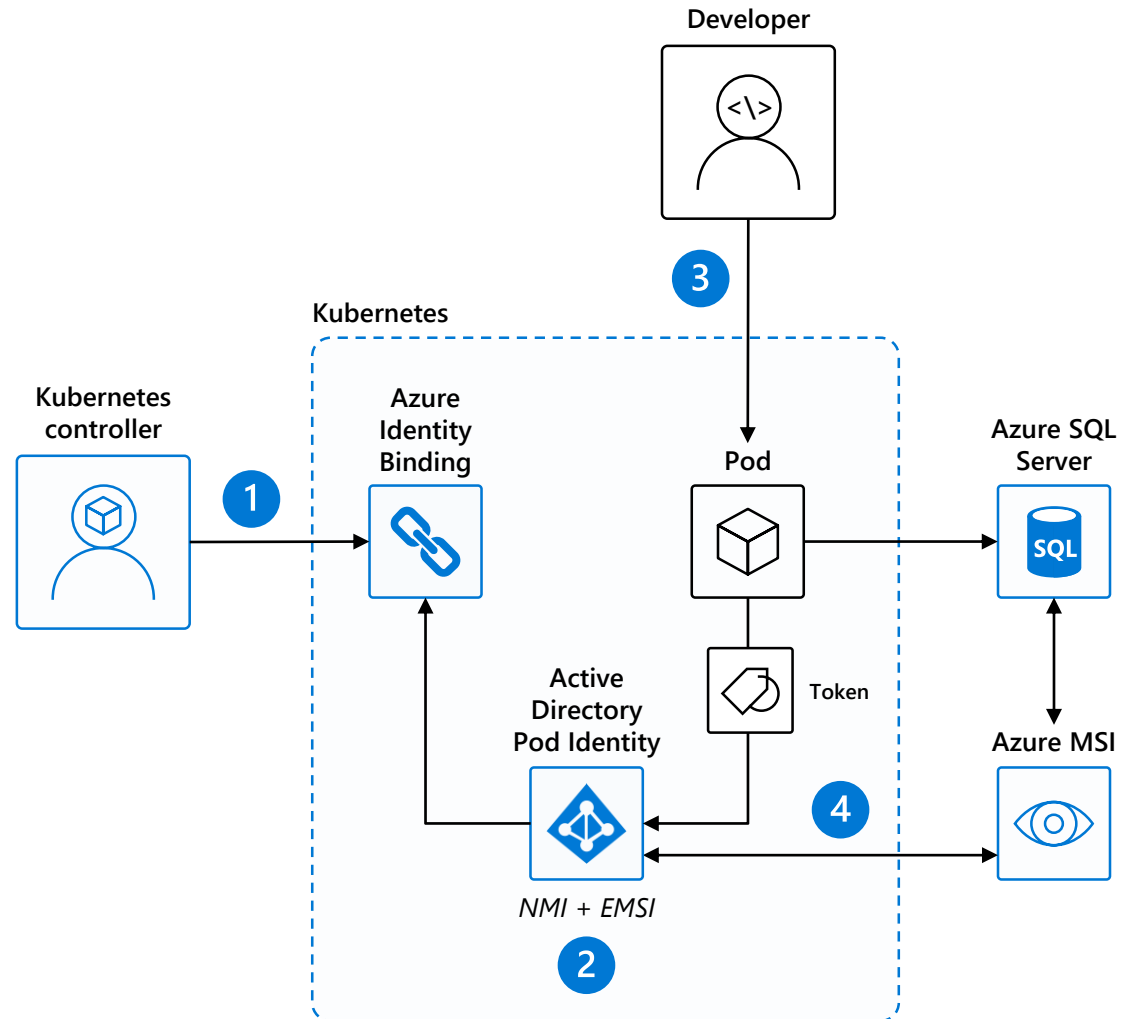 Developer
</\>
3
Kubernetes
Kubernetes
controller
1
Azure
Identity
Binding
Pod
Azure SQL
Server
SQL
Token
Active
Directory
Pod Identity
4
Azure MSI
NMI + EMSI
2